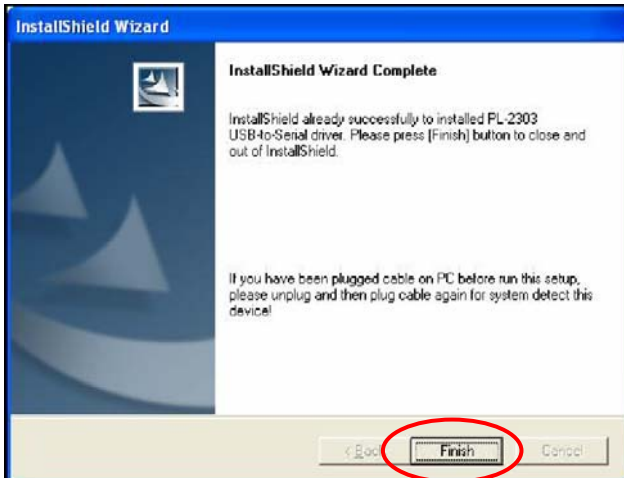 InstallShield Wizard
InstallShield Wizard Complete
InstallShield already successfully to installed PL-2303
USB-to-Serial driver. Please press [Finish] button to close and
out of InstallShield.
If you have been plugged cable on PC before run this setup,
please unplug and then plug cable again for system detect this
device!
< Back
Finish
Cancel